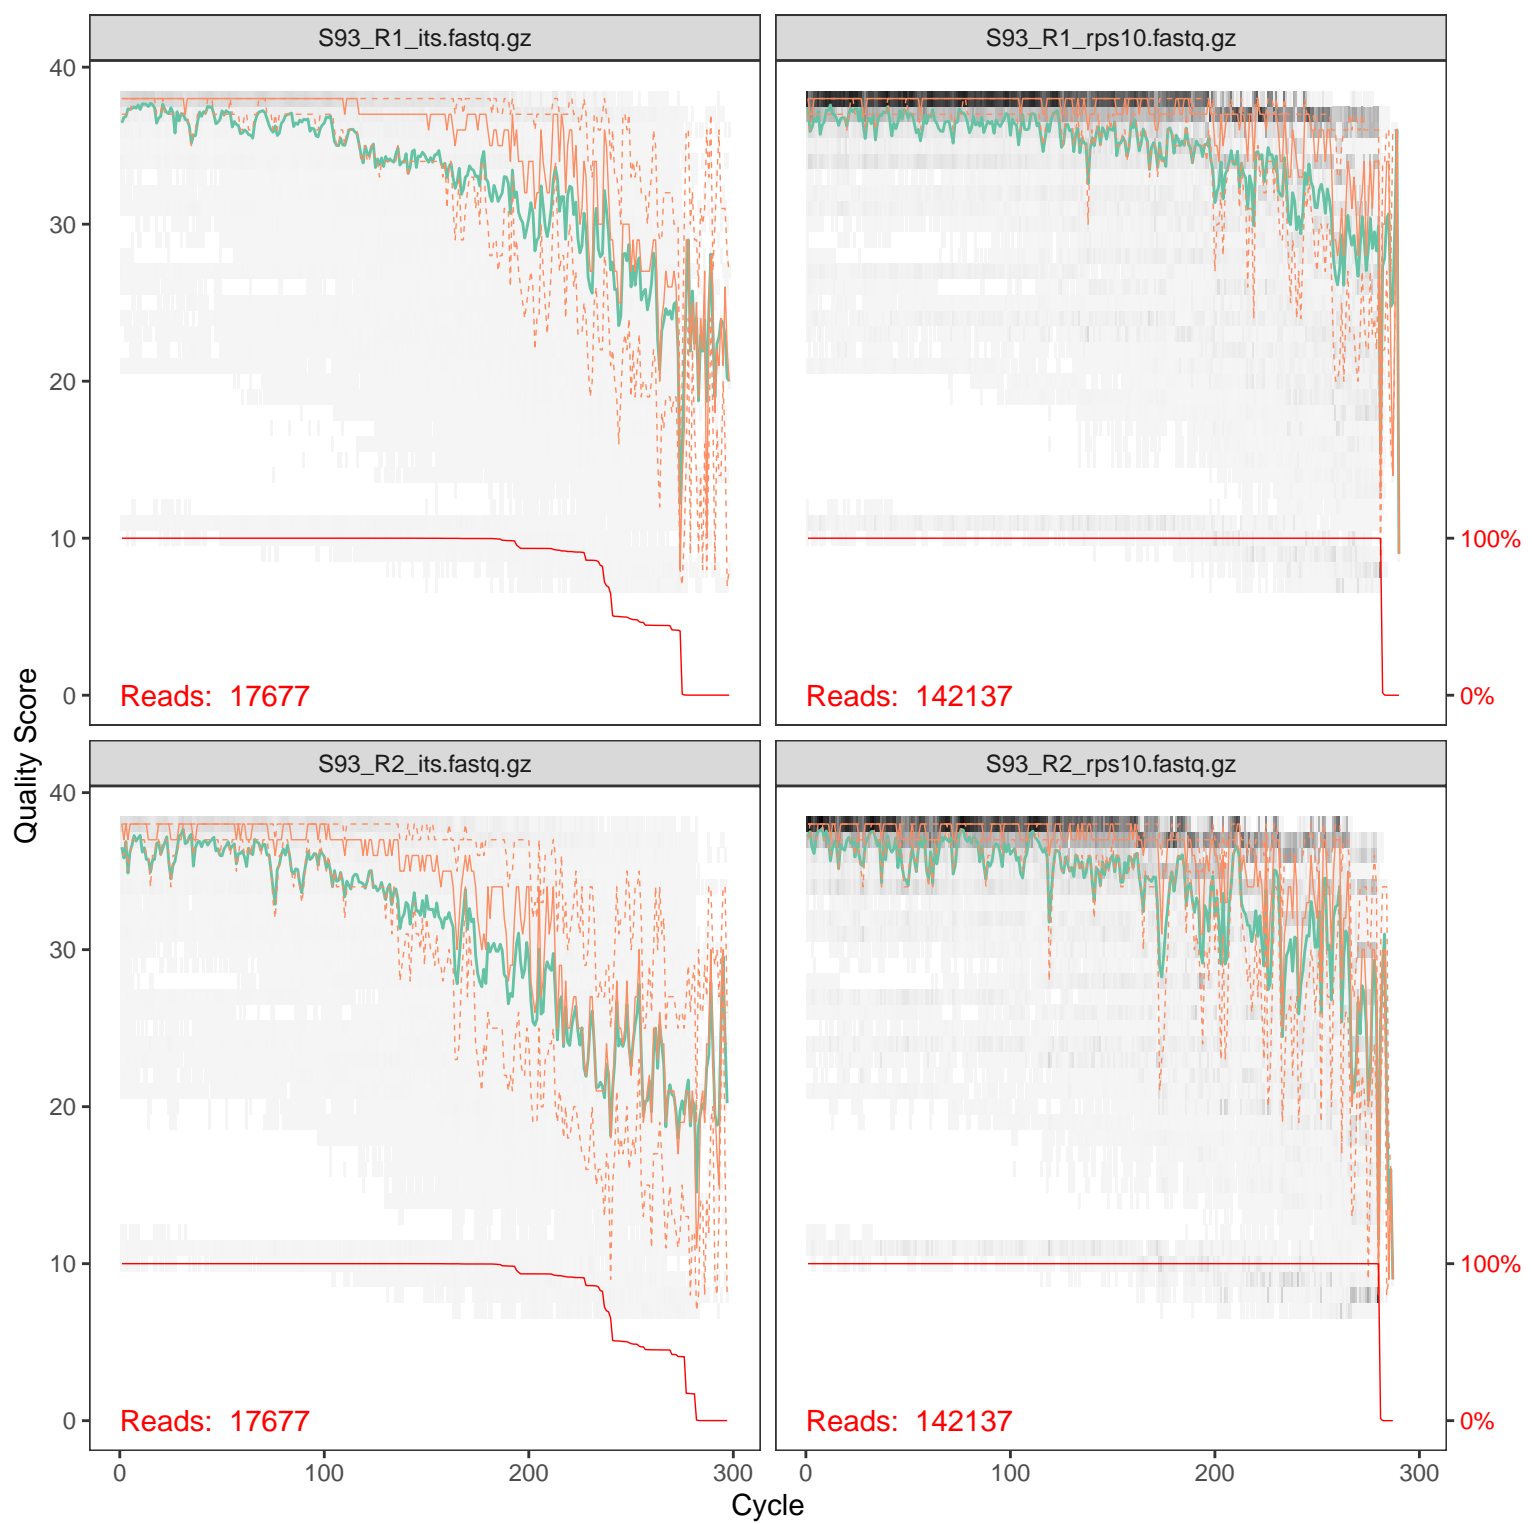 S93_R1_its.fastq.gz
S93_R1_rps10.fastq.gz
40
30
20
10
0
Reads: 17677
Reads: 142137
100%
0%
Quality Score
S93_R2_its.fastq.gz
S93_R2_rps10.fastq.gz
40
30
20
10
0
Reads: 17677
Reads: 142137
100%
0%
0
100
200
300
0
100
200
300
Cycle